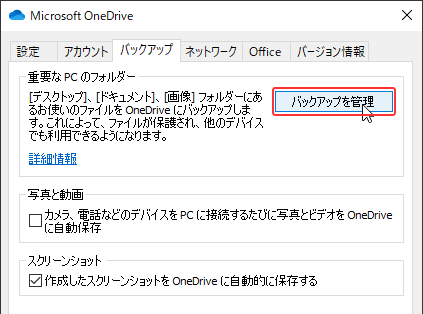 Microsoft OneDrive
設定 アカウント バックアップ ネットワーク Office バージョン情報
重要な PC のフォルダー
[デスクトップ]、[ドキュメント]、[画像] フォルダーにあ
るお使いのファイルを OneDrive にバックアップしま
す。これによって、ファイルが保護され、他のデバイス
でも利用できるようになります。
バックアップを管理
詳細情報
写真と動画
カメラ、電話などのデバイスを PC に接続するたびに写真とビデオを OneDrive
に自動保存
スクリーンショット
作成したスクリーンショットを OneDrive に自動的に保存する